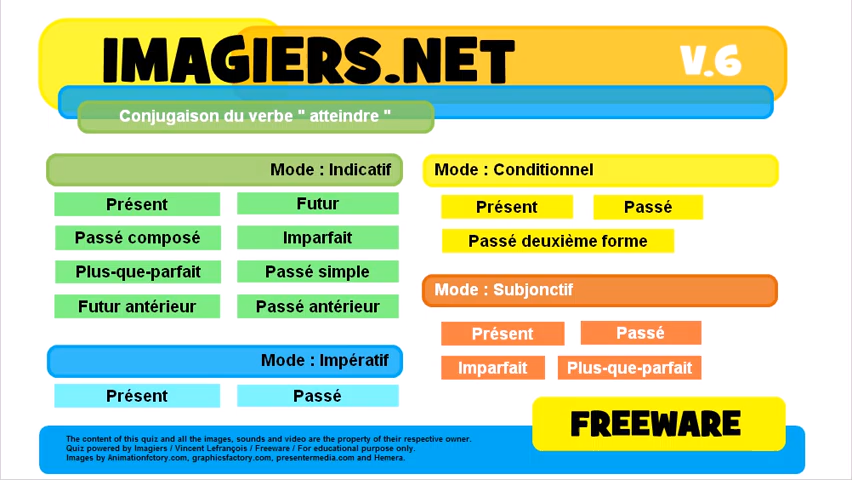 IMAGIERS.NET
V.6
Conjugaison du verbe " atteindre "
Mode : Indicatif
Présent
Futur
Passé composé
Imparfait
Plus-que-parfait
Passé simple
Futur antérieur
Passé antérieur
Mode : Impératif
Présent
Passé
Mode : Conditionnel
Présent
Passé
Passé deuxième forme
Mode : Subjonctif
Présent
Passé
Imparfait
Plus-que-parfait
FREEWARE
The content of this quiz and all the images, sounds and video are the property of their respective owner.
Quiz powered by Imagiers / Vincent Lefrançois / Freeware / For educational purpose only.
Images by Animationfctory.com, graphicsfactory.com, presentermedia.com and Hemera.